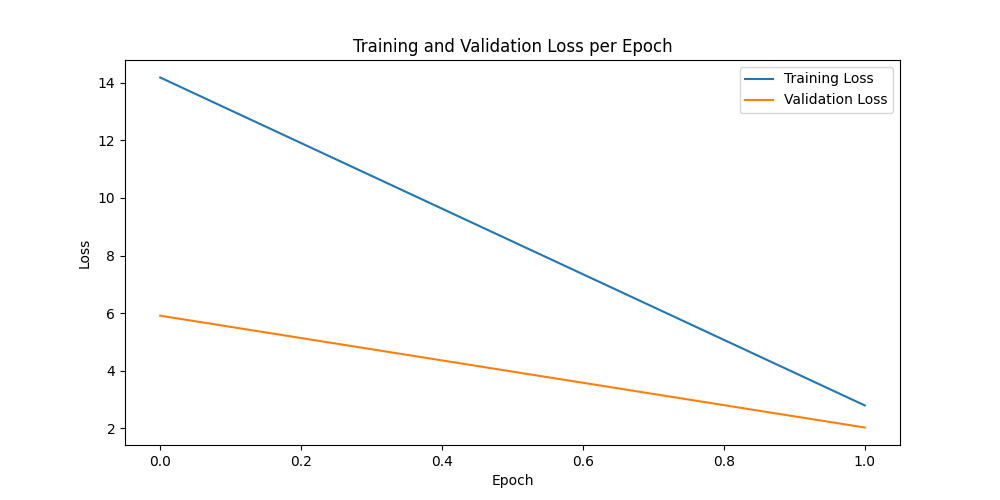 Training and Validation Loss per Epoch
Training Loss
Validation Loss
14
12
10
8
6
4
2
Loss
0.0 0.2 0.4 0.6 0.8 1.0
Epoch